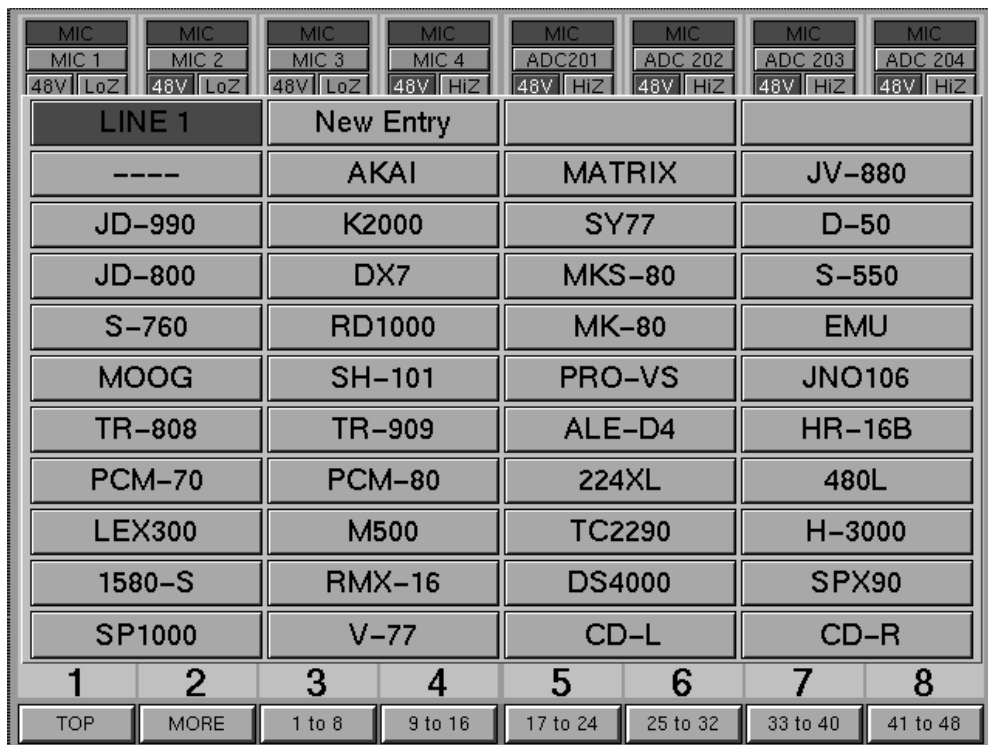 MIC MIC MIC MIC MIC MIC MIC MIC
MIC 1 MIC 2 MIC 3 MIC 4 ADC201 ADC 202 ADC 203 ADC 204
48V LoZ 48V LoZ 48V LoZ 48V HiZ 48V HiZ 48V HiZ 48V HiZ 48V HiZ
LINE 1 New Entry
---- AKAI MATRIX JV-880
JD-990 K2000 SY77 D-50
JD-800 DX7 MKS-80 S-550
S-760 RD1000 MK-80 EMU
MOOG SH-101 PRO-VS JNO106
TR-808 TR-909 ALE-D4 HR-16B
PCM-70 PCM-80 224XL 480L
LEX300 M500 TC2290 H-3000
1580-S RMX-16 DS4000 SPX90
SP1000 V-77 CD-L CD-R
1 2 3 4 5 6 7 8
TOP MORE 1 to 8 9 to 16 17 to 24 25 to 32 33 to 40 41 to 48